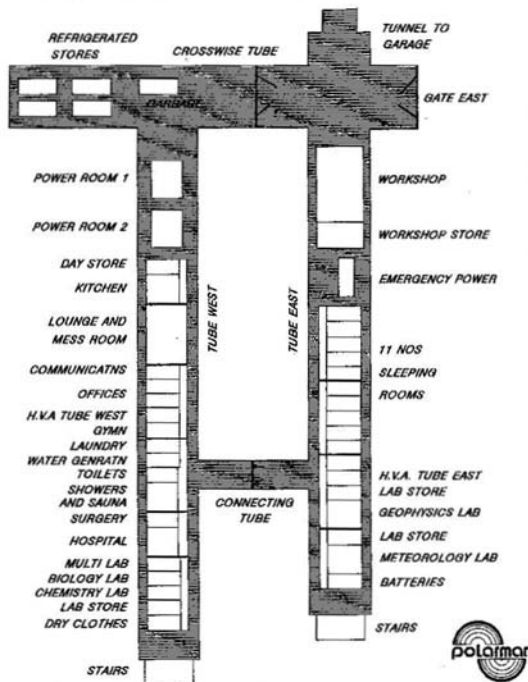 REFRIGERATED
STORES
CROSSWISE TUBE
TUNNEL TO
GARAGE
GARBAGE
GATE EAST
POWER ROOM 1
POWER ROOM 2
DAY STORE
KITCHEN
LOUNGE AND
MESS ROOM
COMMUNICATNS
OFFICES
H.V.A TUBE WEST
GYMN
LAUNDRY
WATER GENRATN
TOILETS
SHOWERS
AND SAUNA
SURGERY
HOSPITAL
MULTI LAB
BIOLOGY LAB
CHEMISTRY LAB
LAB STORE
DRY CLOTHES
STAIRS
TUBE WEST
TUBE EAST
CONNECTING
TUBE
WORKSHOP
WORKSHOP STORE
EMERGENCY POWER
11 NOS
SLEEPING
ROOMS
H.V.A. TUBE EAST
LAB STORE
GEOPHYSICS LAB
LAB STORE
METEOROLOGY LAB
BATTERIES
STAIRS
polarmar